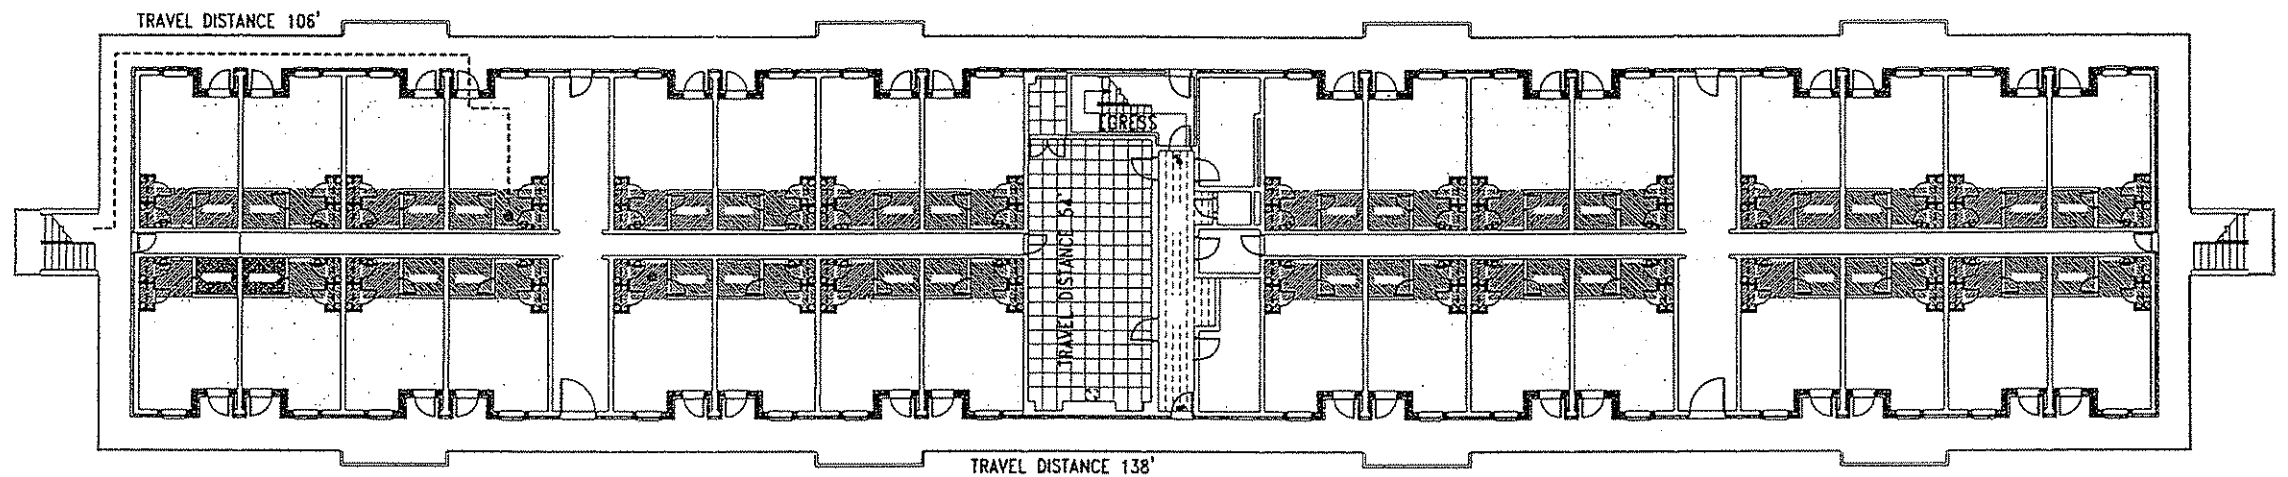 TRAVEL DISTANCE 106'
EGRESS
TRAVEL DISTANCE 52'
TRAVEL DISTANCE 138'